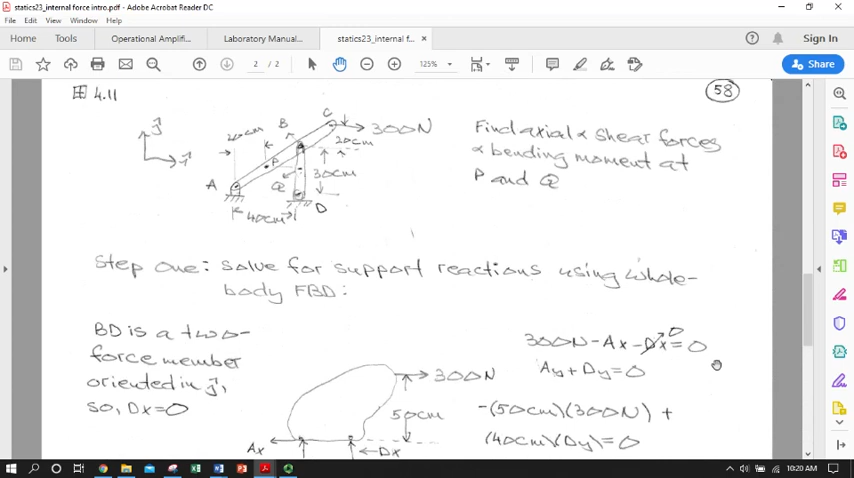 statics23_internal force intro.pdf - Adobe Acrobat Reader DC
File Edit View Window Help
Home Tools Operational Amplifi... Laboratory Manual... statics23_internal f... × Sign In
2 / 2 125% Share
4.11
58
C
B
300N
20cm
20cm
P
30cm
Q
A
40cm
D
Find axial & shear forces
& bending moment at
P and Q
Step one: solve for support reactions using whole-
body FBD:
BD is a two-
force member
oriented in j,
so, Dx=0
300N
50cm
Ax
Dx
300N - Ax - Dx = 0
0
Ay + Dy = 0
-(50cm)(300N) +
(40cm)(Dy) = 0
10:20 AM